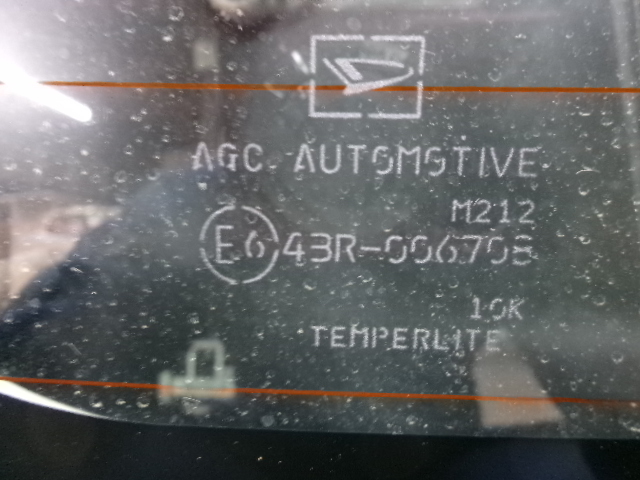 AGC AUTOMOTIVE
M212
E6 43R-006708
10K
TEMPERLITE